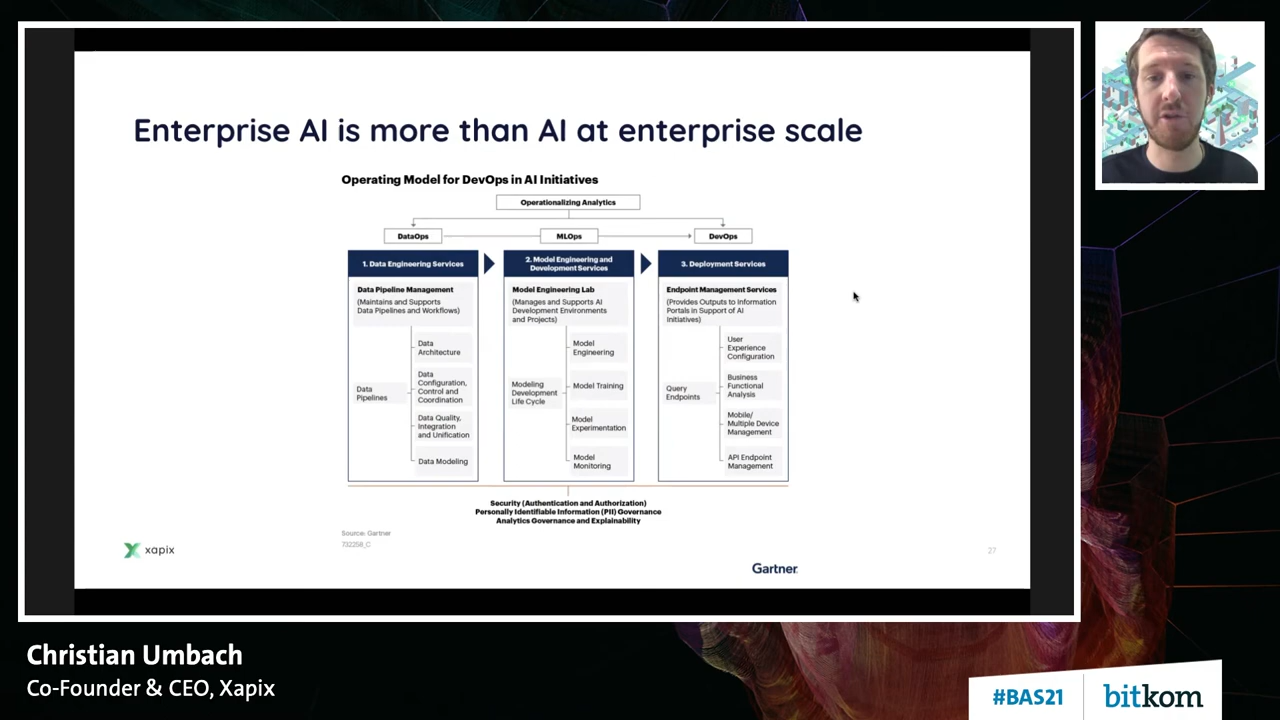 Enterprise AI is more than AI at enterprise scale
Operating Model for DevOps in AI Initiatives
Operationalizing Analytics
DataOps
MLOps
DevOps
1. Data Engineering Services
Data Pipeline Management
(Maintains and Supports
Data Pipelines and Workflows)
Data
Pipelines
Data
Architecture
Data
Configuration,
Control and
Coordination
Data Quality,
Integration
and Unification
Data Modeling
2. Model Engineering and
Development Services
Model Engineering Lab
(Manages and Supports AI
Development Environments
and Projects)
Modeling
Development
Life Cycle
Model
Engineering
Model Training
Model
Experimentation
Model
Monitoring
3. Deployment Services
Endpoint Management Services
(Provides Outputs to Information
Portals in Support of AI
Initiatives)
Query
Endpoints
User
Experience
Configuration
Business
Functional
Analysis
Mobile/
Multiple Device
Management
API Endpoint
Management
Security (Authentication and Authorization)
Personally Identifiable Information (PII) Governance
Analytics Governance and Explainability
Source: Gartner
722258_C
xapix
27
Gartner
Christian Umbach
Co-Founder & CEO, Xapix
#BAS21
bitkom